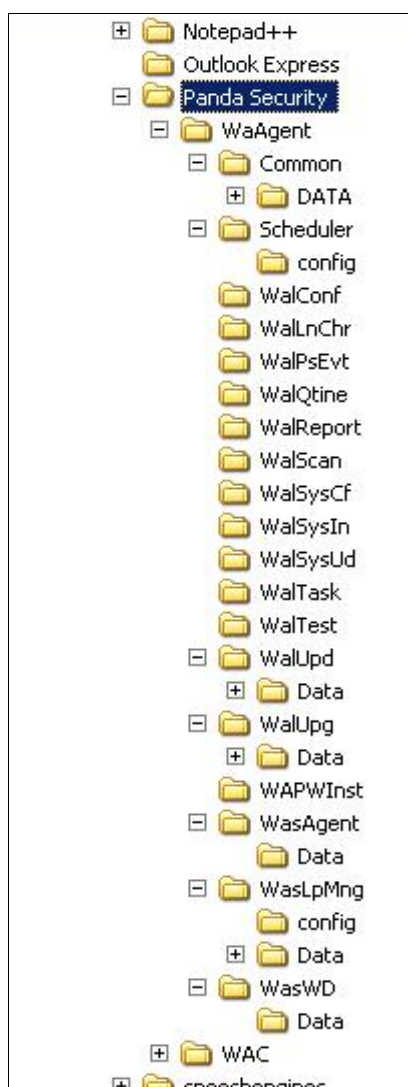 Notepad++
Outlook Express
Panda Security
WaAgent
Common
DATA
Scheduler
config
WalConf
WalLnChr
WalPsEvt
WalQtine
WalReport
WalScan
WalSysCf
WalSysIn
WalSysUd
WalTask
WalTest
WalUpd
Data
WalUpg
Data
WAPWInst
WasAgent
Data
WasLpMng
config
Data
WasWD
Data
WAC
speechengines